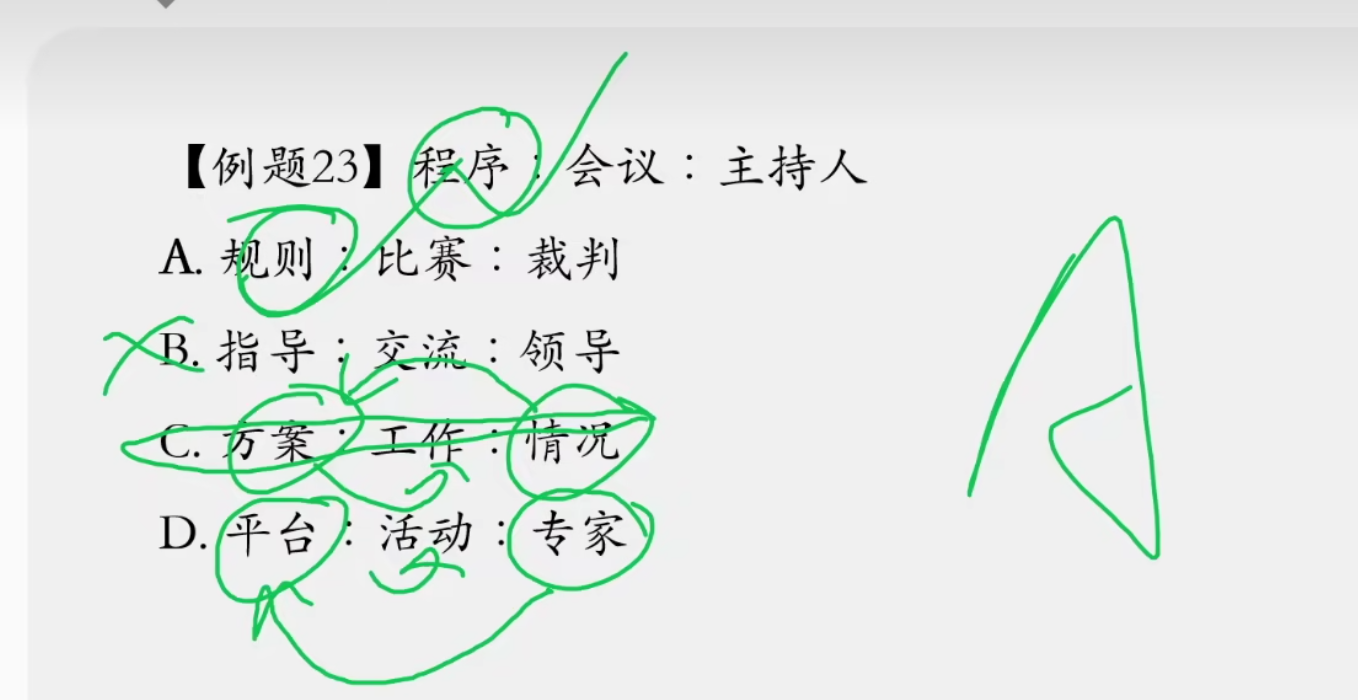 【例题23】程序：会议：主持人
A. 规则：比赛：裁判
B. 指导：交流：领导
C. 方案：工作：情况
D. 平台：活动：专家
A